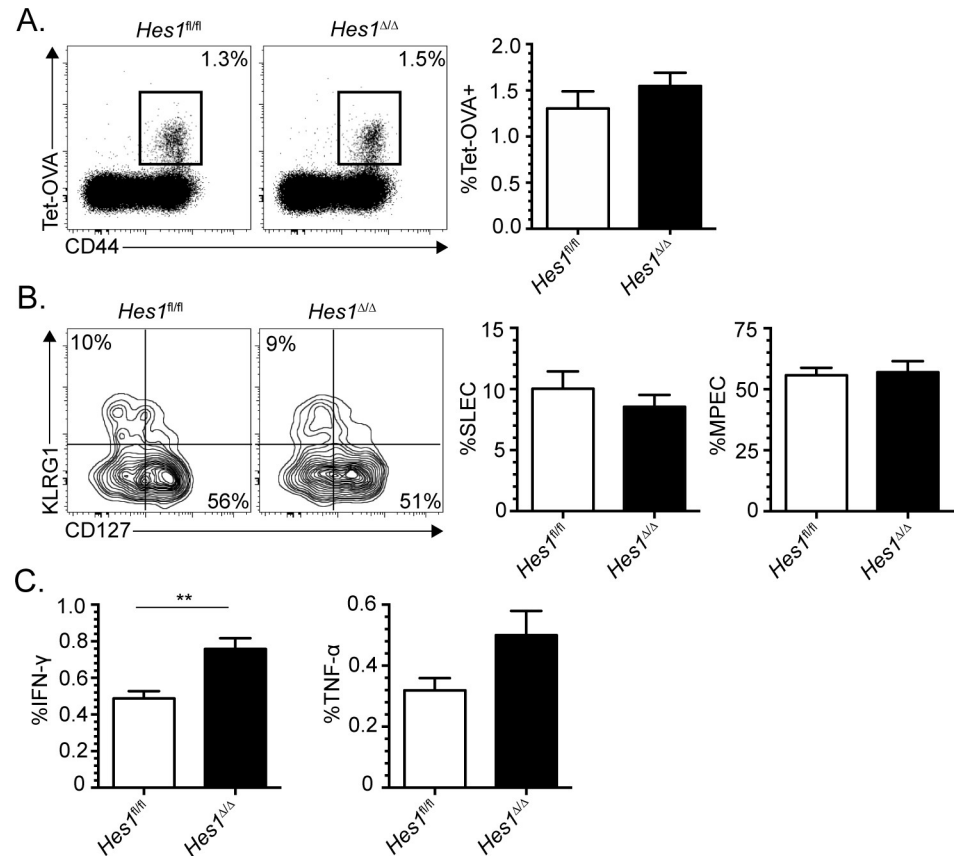 A.
Hes1fl/fl
Hes1Δ/Δ
1.3%
1.5%
Tet-OVA
CD44
%Tet-OVA+
2.0
1.5
1.0
0.5
0.0
Hes1fl/fl
Hes1Δ/Δ
B.
Hes1fl/fl
Hes1Δ/Δ
10%
9%
56%
51%
KLRG1
CD127
%SLEC
15
10
5
0
Hes1fl/fl
Hes1Δ/Δ
%MPEC
75
50
25
0
Hes1fl/fl
Hes1Δ/Δ
C.
%IFN-γ
1.0
0.8
0.6
0.4
0.2
0
**
Hes1fl/fl
Hes1Δ/Δ
%TNF-α
0.6
0.4
0.2
0
Hes1fl/fl
Hes1Δ/Δ